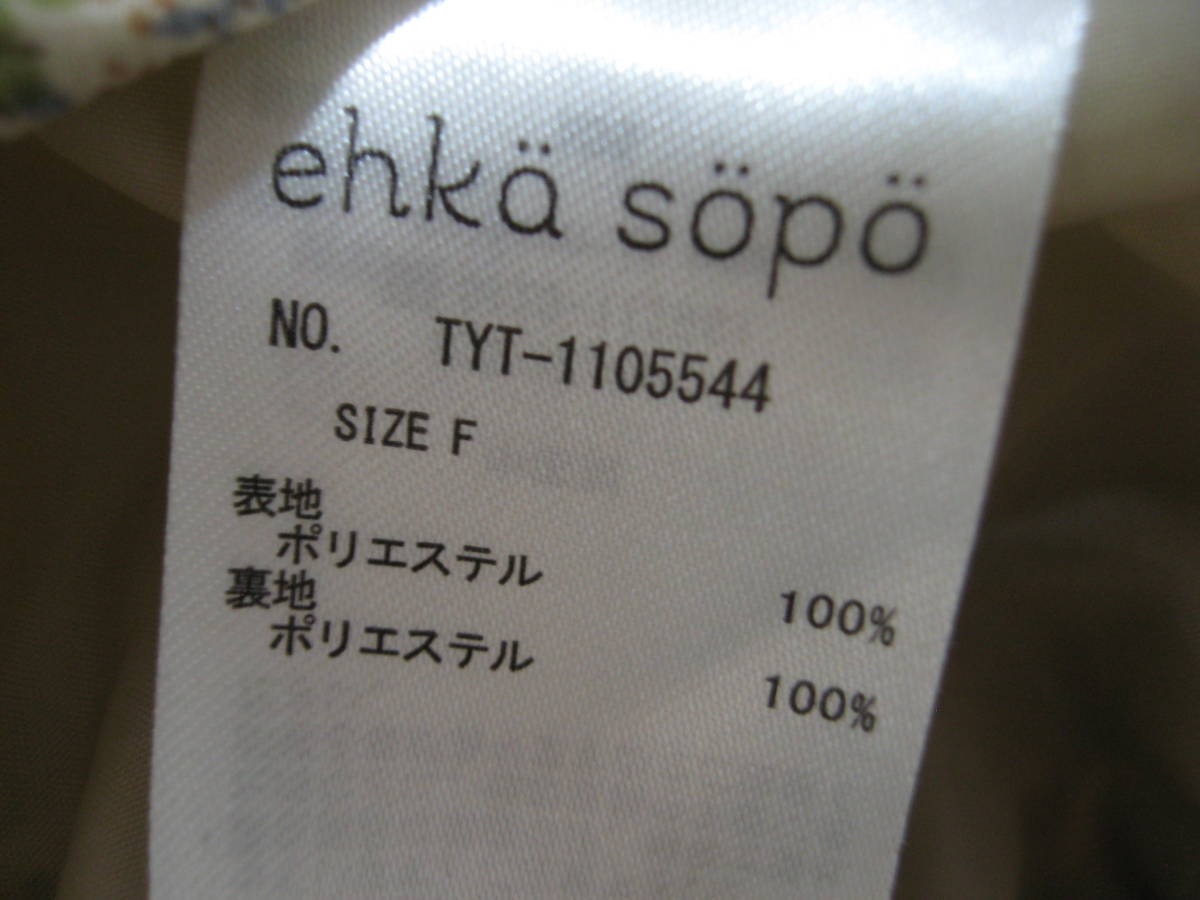 ehkä söpö
NO. TYT-1105544
SIZE F
表地
ポリエステル 100%
裏地
ポリエステル 100%